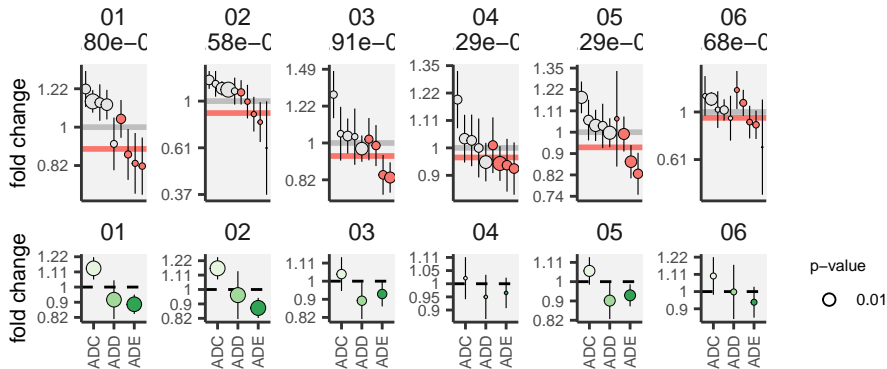 01 02 03 04 05 06
.80e−0 .58e−0 .91e−0 .29e−0 .29e−0 .68e−0
fold change
1.22 1 0.82
1 0.61 0.37
1.49 1.22 1 0.82
1.35 1.22 1.11 1 0.9
1.35 1.22 1.11 1 0.9 0.82 0.74
1 0.61
01 02 03 04 05 06
fold change
1.22 1.11 1 0.9 0.82
1.22 1.11 1 0.9 0.82
1.11 1 0.9 0.82
1.11 1.05 1 0.95 0.9
1.11 1 0.9 0.82
1.22 1.11 1 0.9
ADC ADD ADE ADC ADD ADE ADC ADD ADE ADC ADD ADE ADC ADD ADE ADC ADD ADE
p−value
0.01